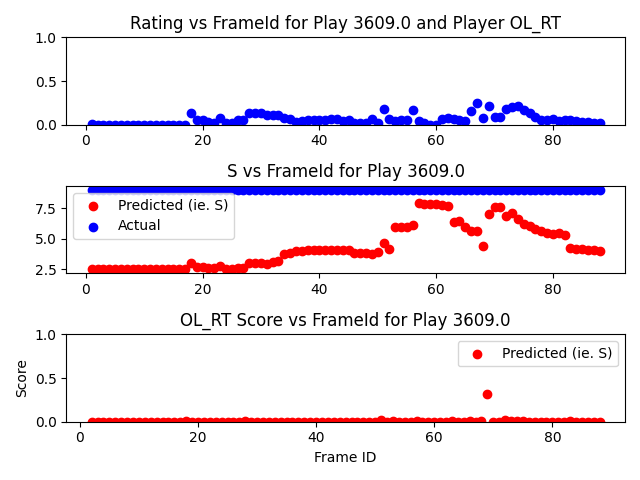 Rating vs FrameId for Play 3609.0 and Player OL_RT
1.0
0.5
0.0
0 20 40 60 80
S vs FrameId for Play 3609.0
7.5
5.0
2.5
Predicted (ie. S)
Actual
0 20 40 60 80
OL_RT Score vs FrameId for Play 3609.0
Score
1.0
0.5
0.0
Predicted (ie. S)
0 20 40 60 80
Frame ID